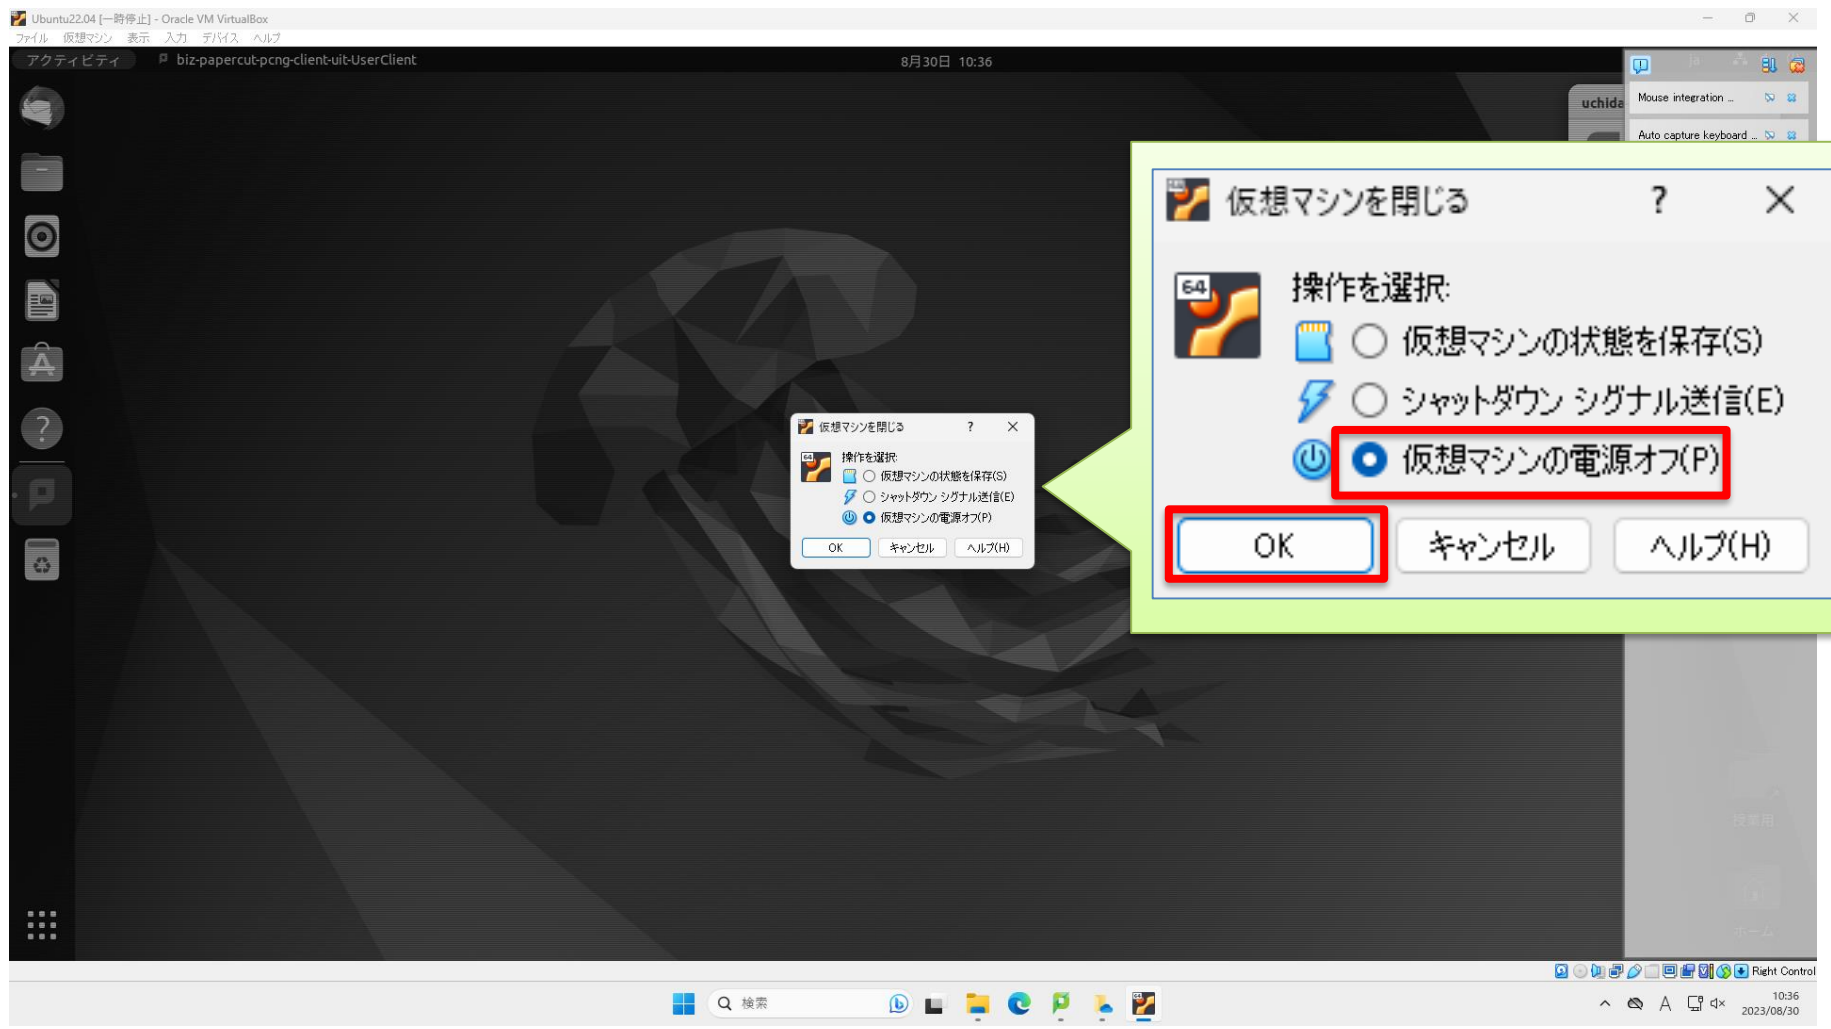 Ubuntu22.04 [一時停止] - Oracle VM VirtualBox
ファイル 仮想マシン 表示 入力 デバイス ヘルプ
アクティビティ biz-papercut-pcng-client-uit-UserClient 8月30日 10:36 ja
uchida
Mouse integration ...
Auto capture keyboard ...
仮想マシンを閉じる ? ×
64
操作を選択:
仮想マシンの状態を保存(S)
シャットダウン シグナル送信(E)
仮想マシンの電源オフ(P)
OK キャンセル ヘルプ(H)
仮想マシンを閉じる ? ×
64
操作を選択:
仮想マシンの状態を保存(S)
シャットダウン シグナル送信(E)
仮想マシンの電源オフ(P)
OK キャンセル ヘルプ(H)
授業用
ホーム
Right Control
検索
A
10:36
2023/08/30